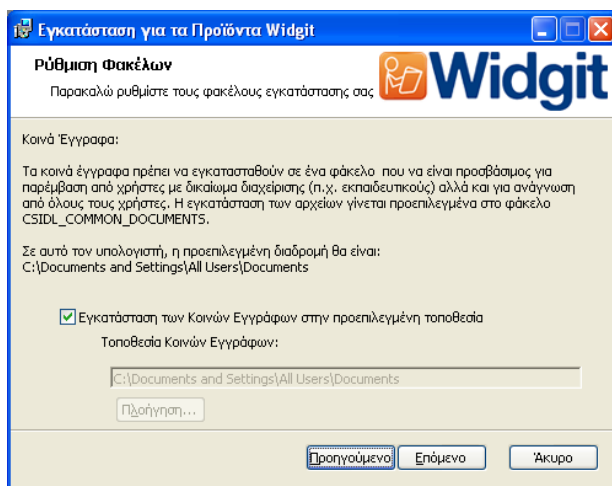 Εγκατάσταση για τα Προϊόντα Widgit
Ρύθμιση Φακέλων
Παρακαλώ ρυθμίστε τους φακέλους εγκατάστασης σας
Widgit
Κοινά Έγγραφα:
Τα κοινά έγγραφα πρέπει να εγκατασταθούν σε ένα φάκελο που να είναι προσβάσιμος για
παρέμβαση από χρήστες με δικαίωμα διαχείρισης (π.χ. εκπαιδευτικούς) αλλά και για ανάγνωση
από όλους τους χρήστες. Η εγκατάσταση των αρχείων γίνεται προεπιλεγμένα στο φάκελο
CSIDL_COMMON_DOCUMENTS.
Σε αυτό τον υπολογιστή, η προεπιλεγμένη διαδρομή θα είναι:
C:\Documents and Settings\All Users\Documents
Εγκατάσταση των Κοινών Εγγράφων στην προεπιλεγμένη τοποθεσία
Τοποθεσία Κοινών Εγγράφων:
C:\Documents and Settings\All Users\Documents
Πλοήγηση...
Προηγούμενο
Επόμενο
Άκυρο